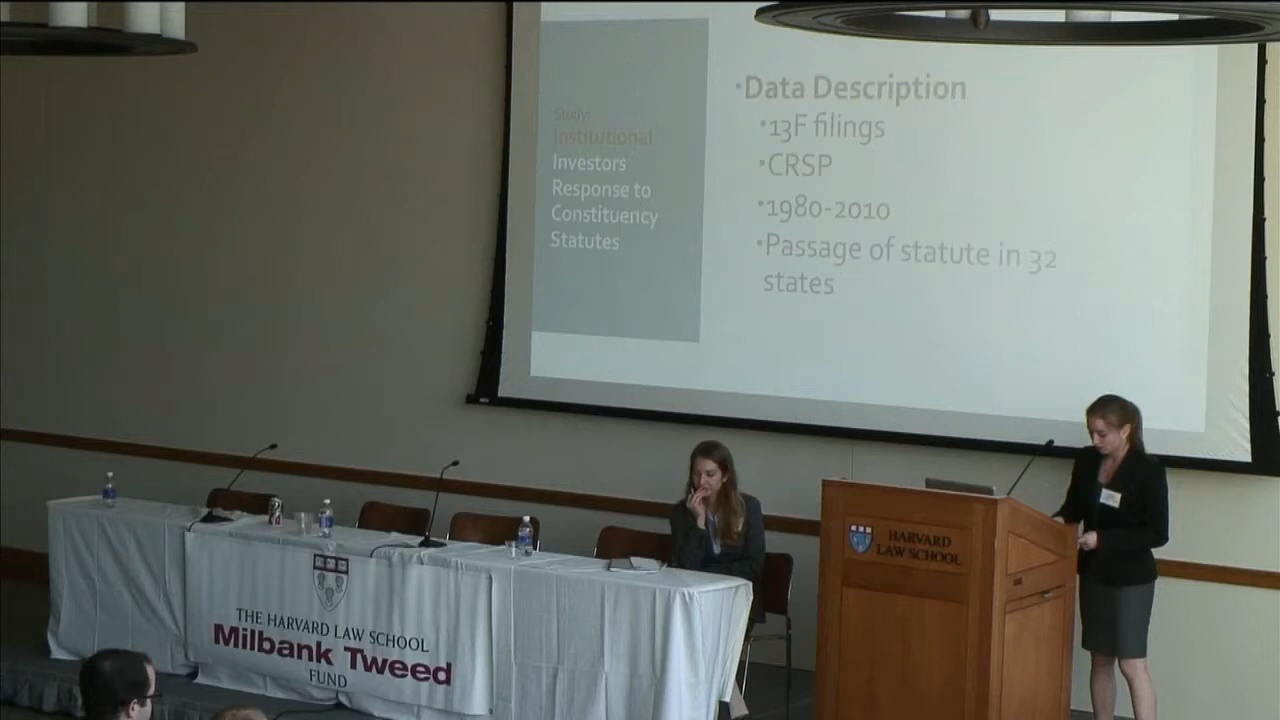 Study:
Institutional
Investors
Response to
Constituency
Statutes
•Data Description
•13F filings
•CRSP
•1980-2010
•Passage of statute in 32
states
HARVARD
LAW SCHOOL
THE HARVARD LAW SCHOOL
Milbank Tweed
FUND